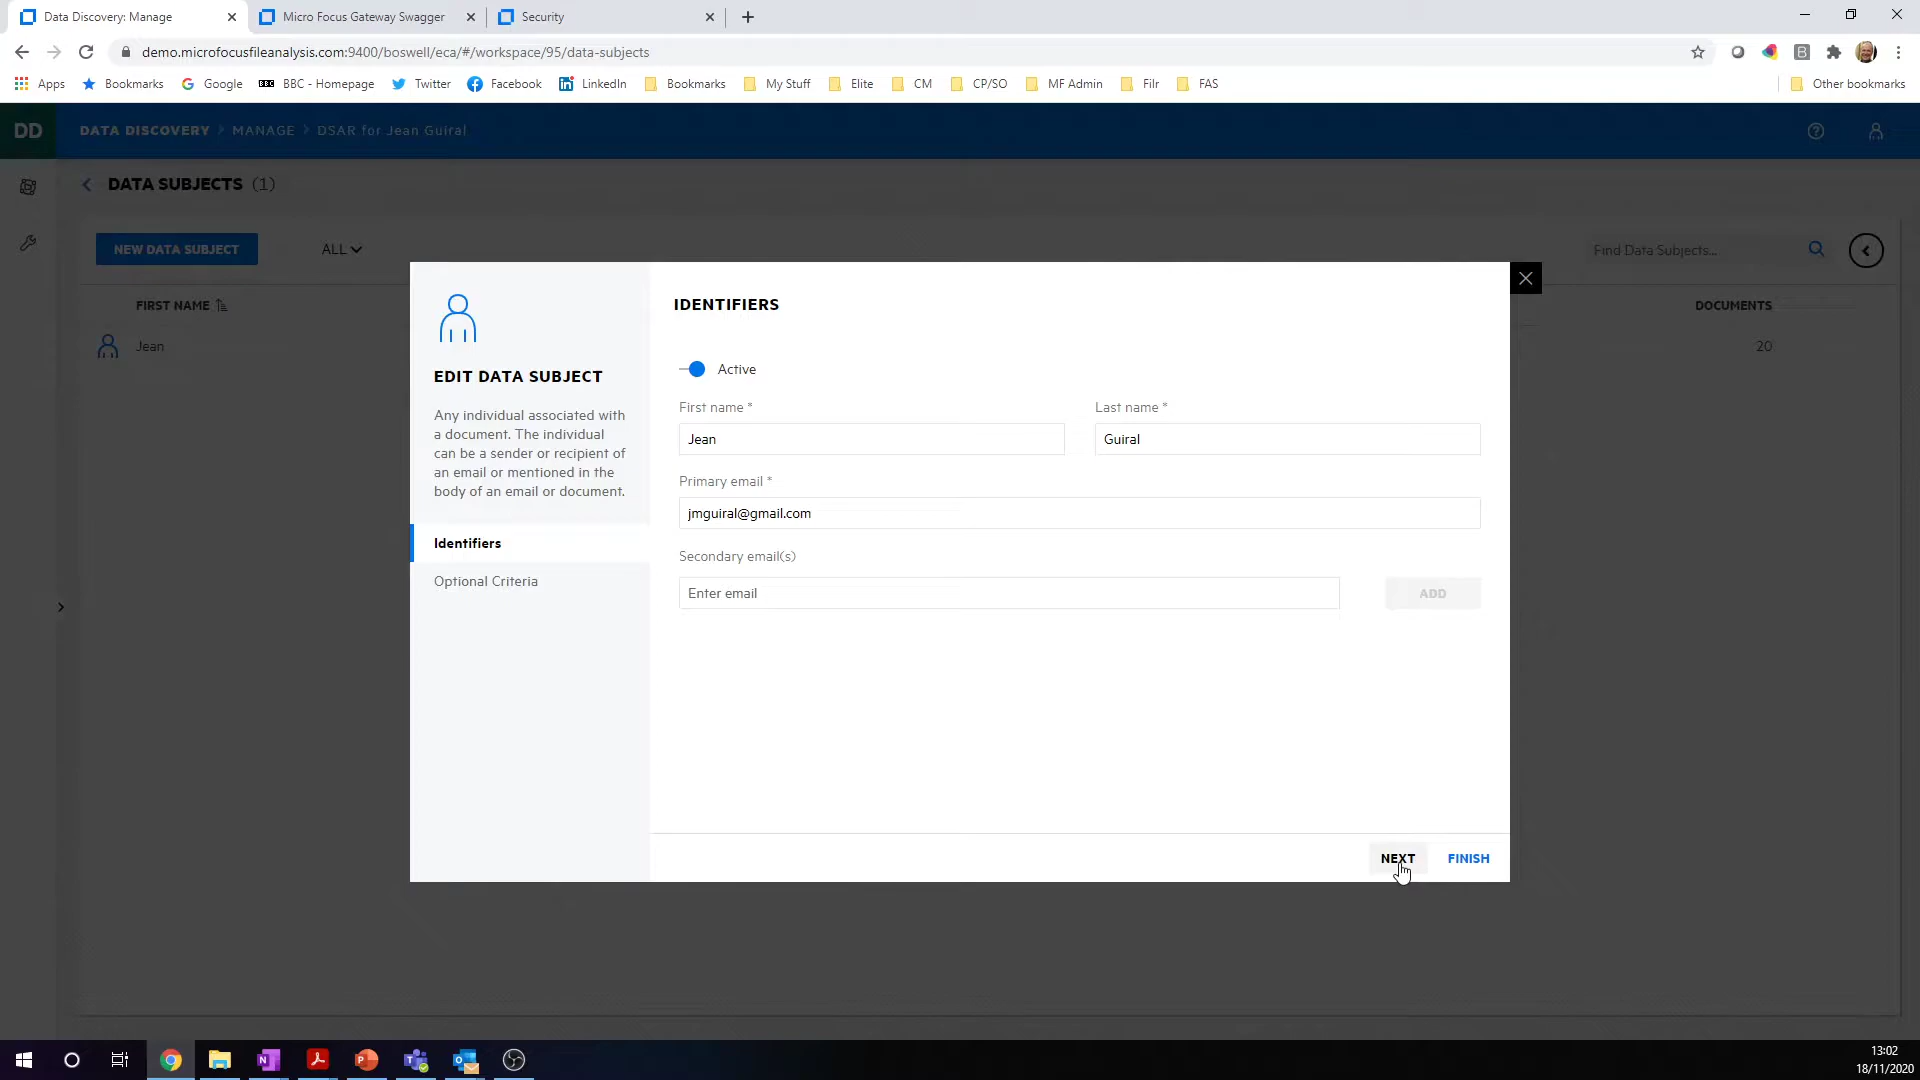 Data Discovery: Manage
Micro Focus Gateway Swagger
Security
demo.microfocusfileanalysis.com:9400/boswell/eca/#/workspace/95/data-subjects
Apps Bookmarks Google BBC BBC - Homepage Twitter Facebook LinkedIn Bookmarks My Stuff Elite CM CP/SO MF Admin Filr FAS Other bookmarks
DD DATA DISCOVERY > MANAGE > DSAR for Jean Guiral
DATA SUBJECTS (1)
NEW DATA SUBJECT ALL Find Data Subjects...
FIRST NAME DOCUMENTS
Jean 20
EDIT DATA SUBJECT
Any individual associated with
a document. The individual
can be a sender or recipient of
an email or mentioned in the
body of an email or document.
Identifiers
Optional Criteria
IDENTIFIERS
Active
First name * Last name *
Jean Guiral
Primary email *
jmguiral@gmail.com
Secondary email(s)
Enter email ADD
NEXT FINISH
13:02
18/11/2020